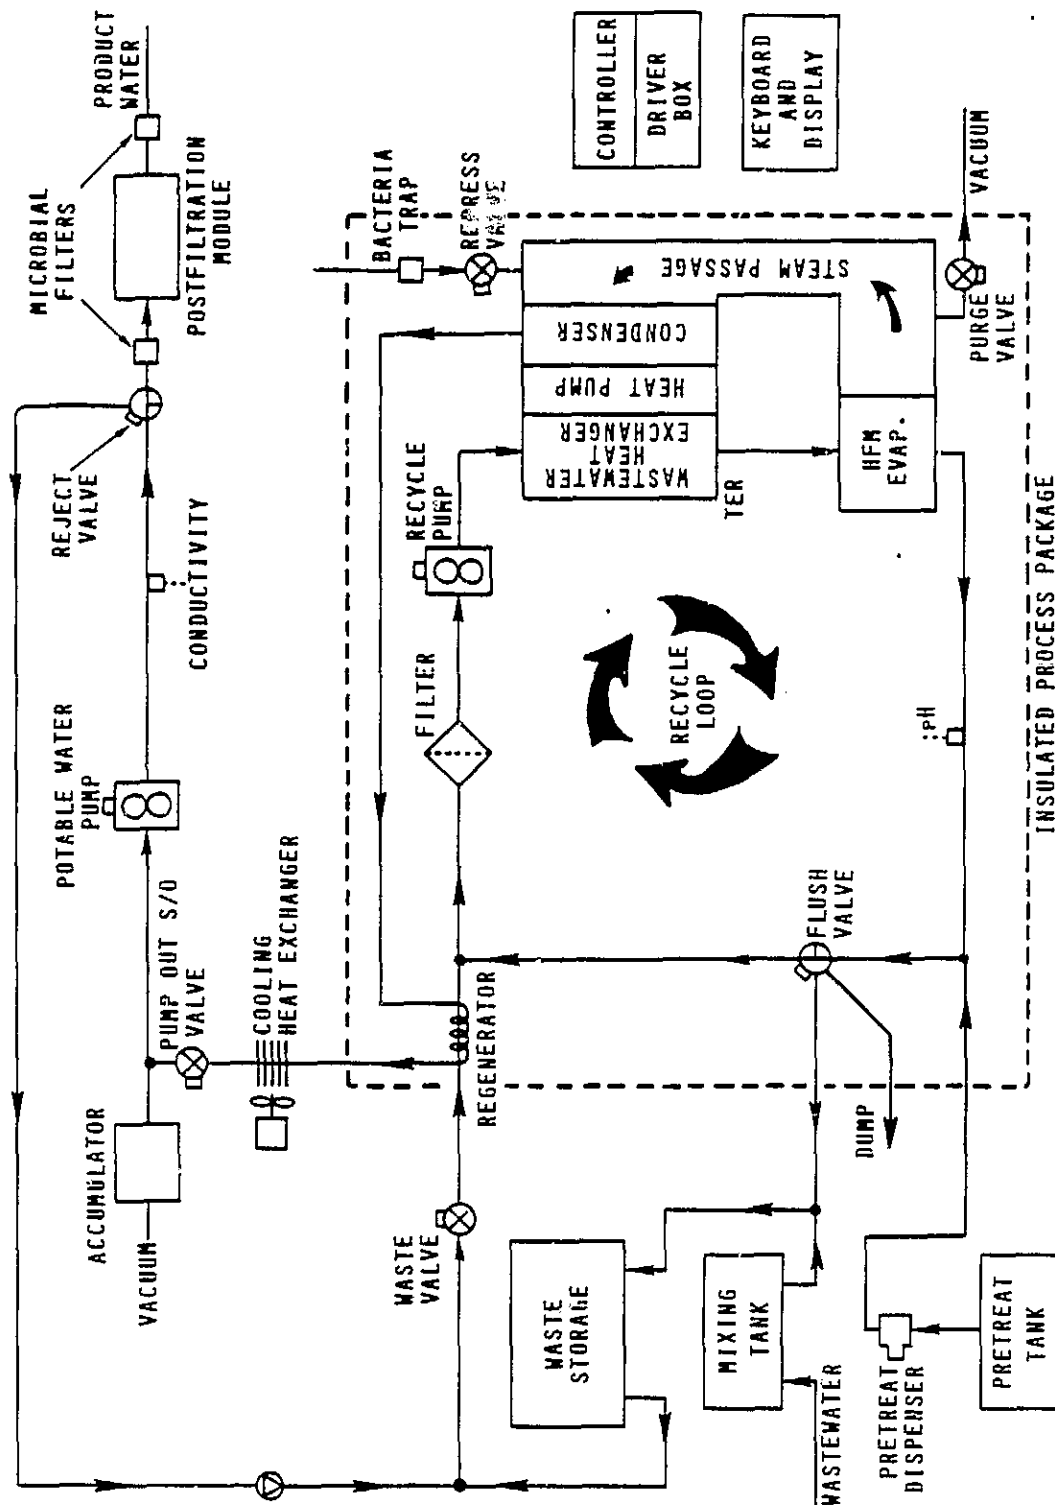 PRODUCT
WATER
MICROBIAL
FILTERS
POSTFILTRATION
MODULE
REJECT
VALVE
CONDUCTIVITY
POTABLE WATER
PUMP
PUMP OUT S/O
VALVE
ACCUMULATOR
VACUUM
COOLING
HEAT EXCHANGER
CONTROLLER
DRIVER
BOX
KEYBOARD
AND
DISPLAY
BACTERIA
TRAP
REPRESS
VALVE
STEAM PASSAGE
CONDENSER
HEAT PUMP
WASTEWATER
HEAT
EXCHANGER
TER
HFM
EVAP.
VACUUM
PURGE
VALVE
RECYCLE
PUMP
FILTER
RECYCLE
LOOP
:pH
FLUSH
VALVE
REGENERATOR
INSULATED PROCESS PACKAGE
DUMP
WASTE
VALVE
WASTE
STORAGE
MIXING
TANK
WASTEWATER
PRETREAT
DISPENSER
PRETREAT
TANK